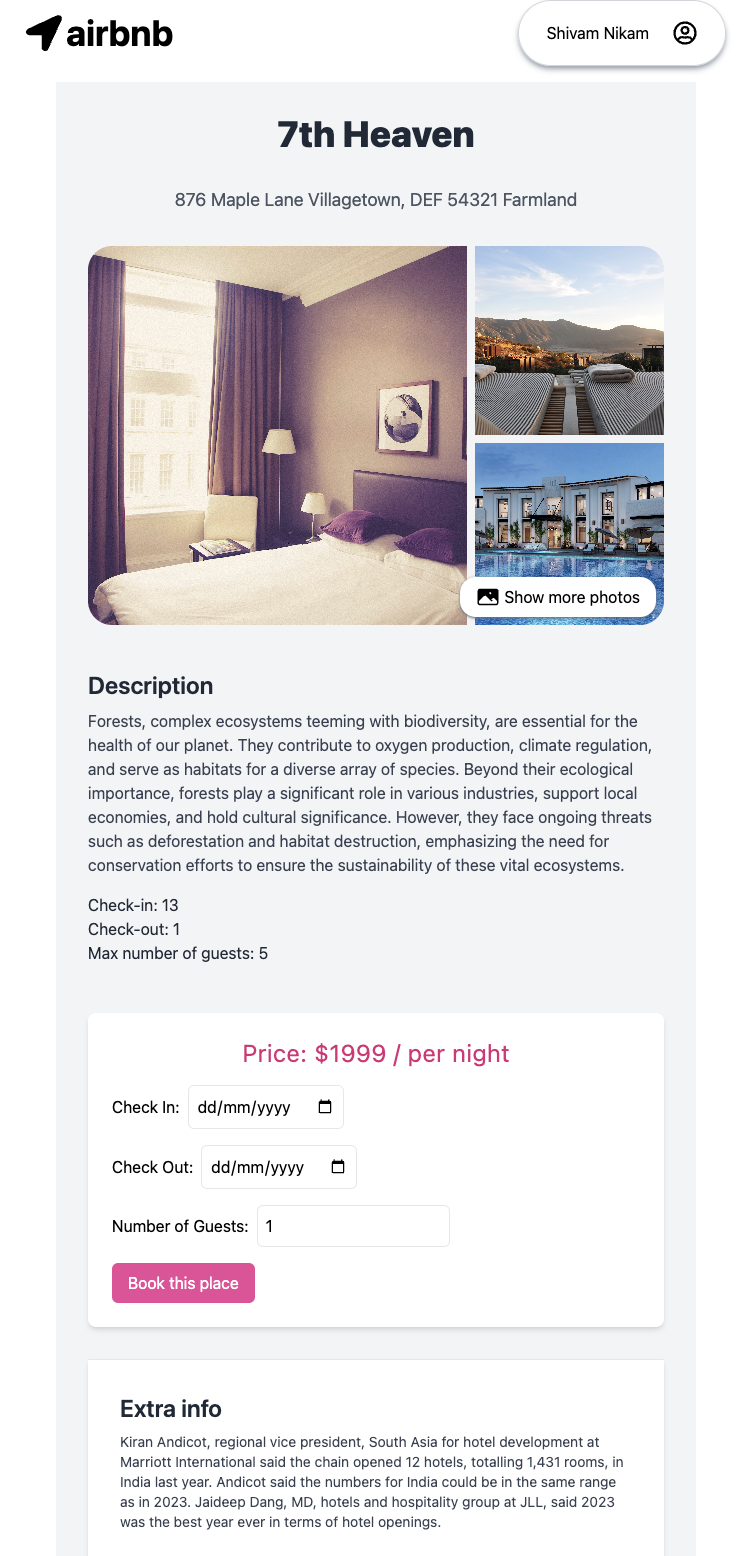 airbnb
Shivam Nikam
7th Heaven
876 Maple Lane Villagetown, DEF 54321 Farmland
Show more photos
Description
Forests, complex ecosystems teeming with biodiversity, are essential for the
health of our planet. They contribute to oxygen production, climate regulation,
and serve as habitats for a diverse array of species. Beyond their ecological
importance, forests play a significant role in various industries, support local
economies, and hold cultural significance. However, they face ongoing threats
such as deforestation and habitat destruction, emphasizing the need for
conservation efforts to ensure the sustainability of these vital ecosystems.
Check-in: 13
Check-out: 1
Max number of guests: 5
Price: $1999 / per night
Check In: dd/mm/yyyy
Check Out: dd/mm/yyyy
Number of Guests: 1
Book this place
Extra info
Kiran Andicot, regional vice president, South Asia for hotel development at
Marriott International said the chain opened 12 hotels, totalling 1,431 rooms, in
India last year. Andicot said the numbers for India could be in the same range
as in 2023. Jaideep Dang, MD, hotels and hospitality group at JLL, said 2023
was the best year ever in terms of hotel openings.